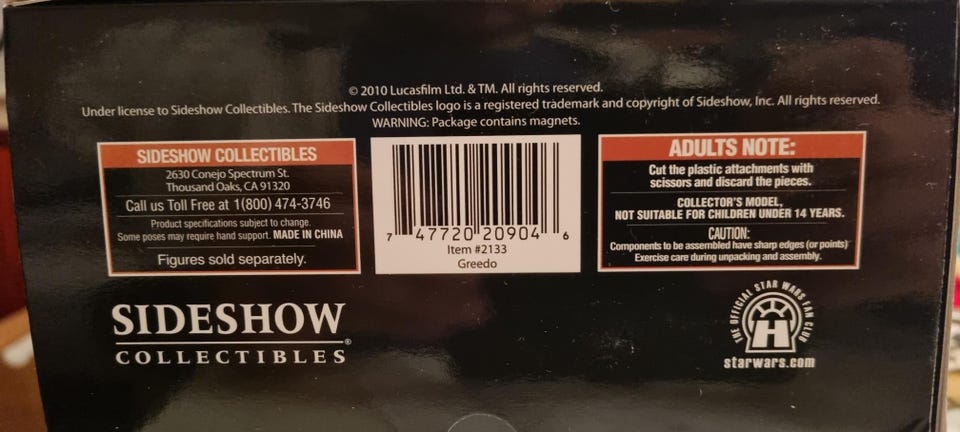 © 2010 Lucasfilm Ltd. & TM. All rights reserved.
Under license to Sideshow Collectibles. The Sideshow Collectibles logo is a registered trademark and copyright of Sideshow, Inc. All rights reserved.
WARNING: Package contains magnets.
SIDESHOW COLLECTIBLES
2630 Conejo Spectrum St.
Thousand Oaks, CA 91320
Call us Toll Free at 1(800) 474-3746
Product specifications subject to change.
Some poses may require hand support. MADE IN CHINA
Figures sold separately.
7 47720 20904 6
Item #2133
Greedo
ADULTS NOTE:
Cut the plastic attachments with
scissors and discard the pieces.
COLLECTOR'S MODEL,
NOT SUITABLE FOR CHILDREN UNDER 14 YEARS.
CAUTION:
Components to be assembled have sharp edges (or points)
Exercise care during unpacking and assembly.
SIDESHOW
COLLECTIBLES®
THE OFFICIAL STAR WARS FAN CLUB
H
starwars.com